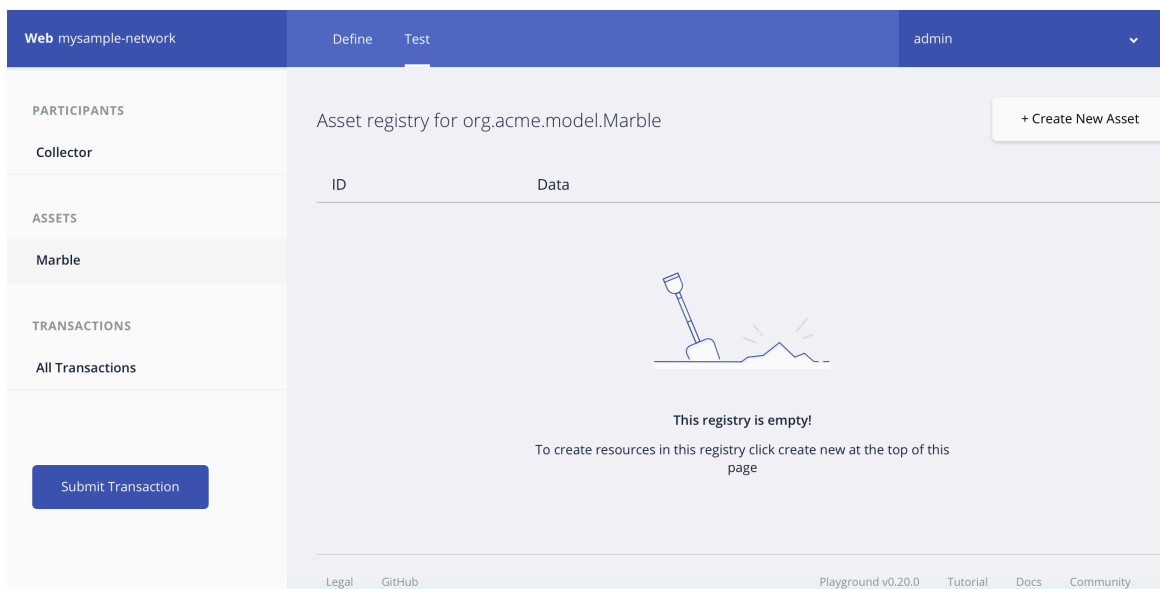 Web mysample-network
Define Test
admin
PARTICIPANTS
Collector
ASSETS
Marble
TRANSACTIONS
All Transactions
Submit Transaction
Asset registry for org.acme.model.Marble
+ Create New Asset
ID Data
This registry is empty!
To create resources in this registry click create new at the top of this
page
Legal GitHub Playground v0.20.0 Tutorial Docs Community